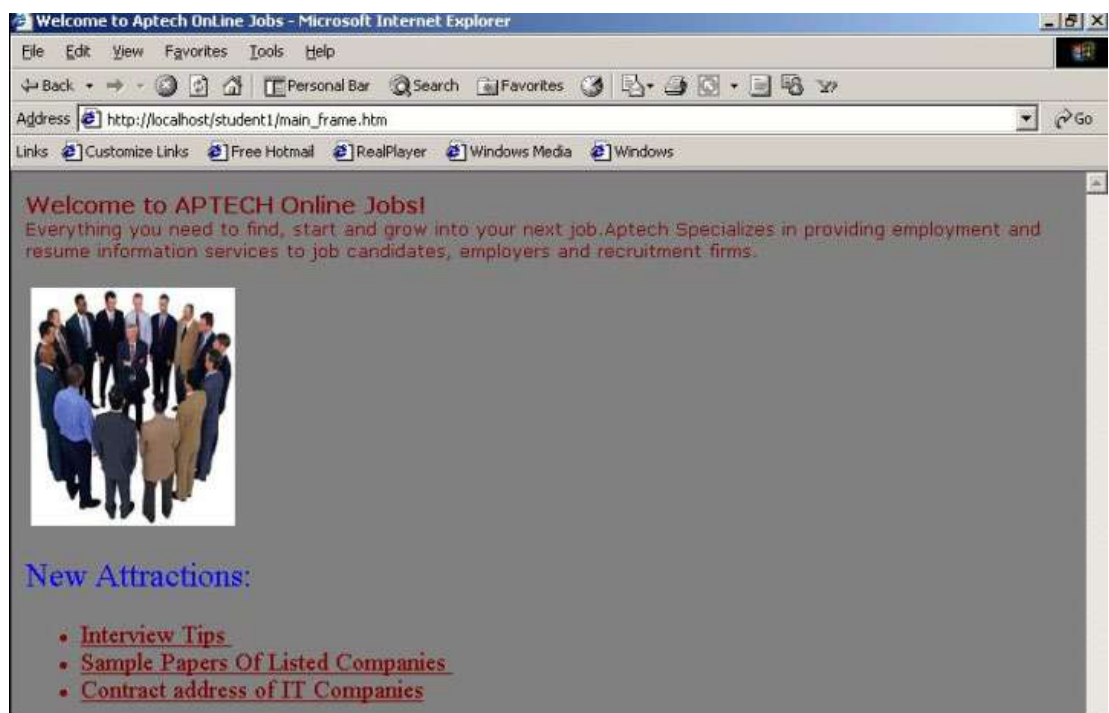 Welcome to Aptech OnLine Jobs - Microsoft Internet Explorer
File Edit View Favorites Tools Help
Back Personal Bar Search Favorites
Address http://localhost/student1/main_frame.htm Go
Links Customize Links Free Hotmail RealPlayer Windows Media Windows
Welcome to APTECH Online Jobs!
Everything you need to find, start and grow into your next job.Aptech Specializes in providing employment and
resume information services to job candidates, employers and recruitment firms.
New Attractions:
• Interview Tips
• Sample Papers Of Listed Companies
• Contract address of IT Companies